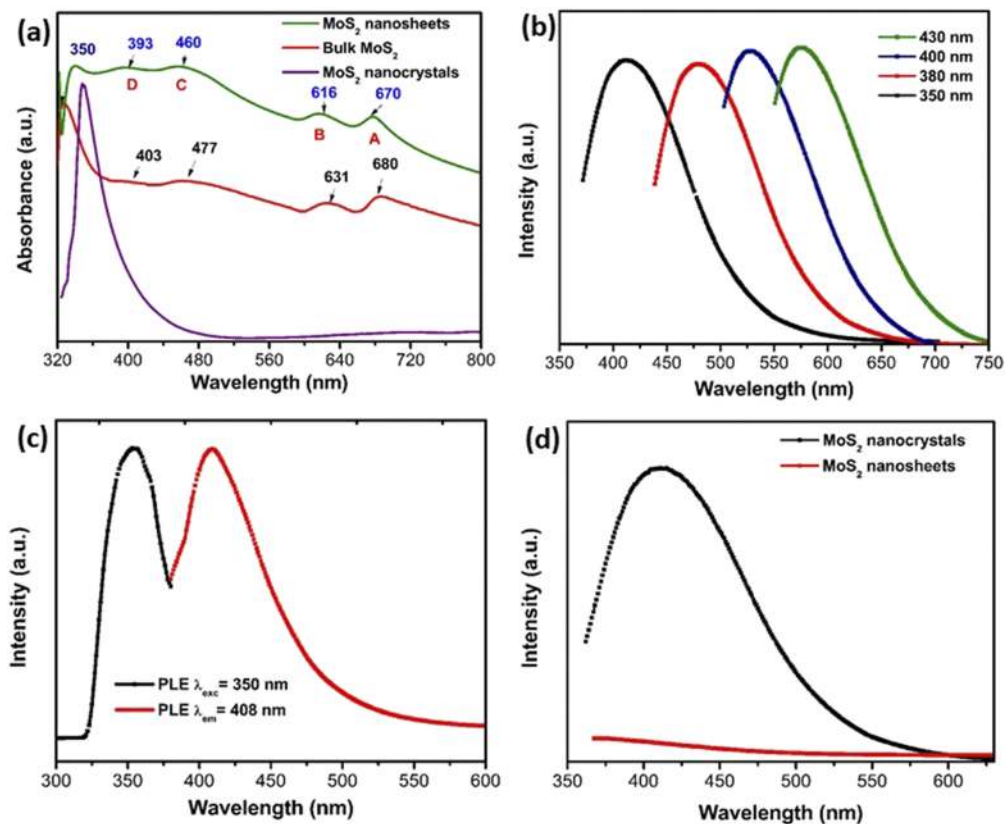 (a)
350
393
460
D
C
616
670
B
A
403
477
631
680
MoS₂ nanosheets
Bulk MoS₂
MoS₂ nanocrystals
Absorbance (a.u.)
320 400 480 560 640 720 800
Wavelength (nm)
(b)
430 nm
400 nm
380 nm
350 nm
Intensity (a.u.)
350 400 450 500 550 600 650 700 750
Wavelength (nm)
(c)
PLE λexc= 350 nm
PLE λem= 408 nm
Intensity (a.u.)
300 350 400 450 500 550 600
Wavelength (nm)
(d)
MoS₂ nanocrystals
MoS₂ nanosheets
Intensity (a.u.)
350 400 450 500 550 600
Wavelength (nm)